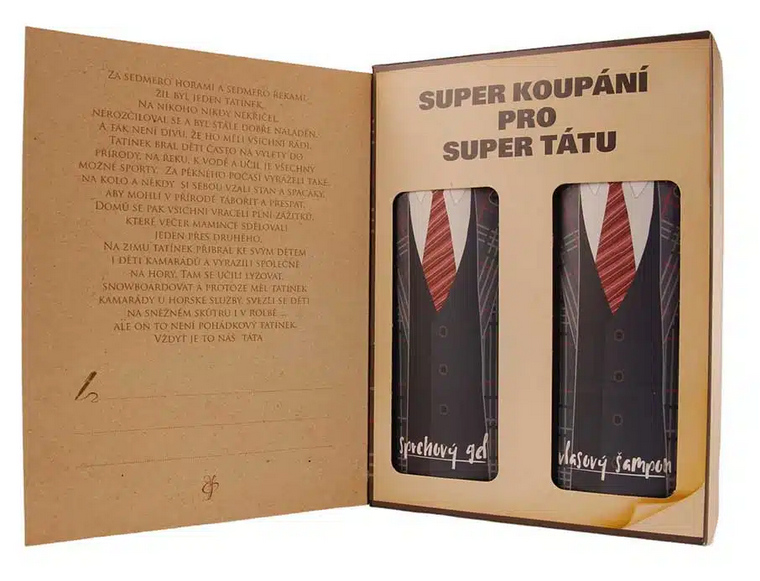 Za sedmero horami a sedmero řekami
žil byl jeden tatínek.
Na nikoho nikdy nekřičel,
nerozčiloval se a byl stále dobře naladěn.
A tak není divu, že ho měli všichni rádi.
Tatínek bral děti často na výlety do
přírody, na řeku, k vodě a učil je všechny
možné sporty. Za pěkného počasí vyráželi také
na kolo a někdy si sebou vzali stan a spacáky,
aby mohli v přírodě tábořit a přespat.
Domů se pak všichni vraceli plni zážitků,
které večer mamince sdělovali
jeden přes druhého.
Na zimu tatínek přibral ke svým dětem
i děti kamarádů a vyrazili společně
na hory. Tam se učili lyžovat,
snowboardovat a protože měl tatínek
kamarády u horské služby, svezli se děti
na sněžném skútru i v rolbě ...
ale on to není pohádkový tatínek.
Vždyť je to náš táta
SUPER KOUPÁNÍ
PRO
SUPER TÁTU
sprchový gel
vlasový šampon